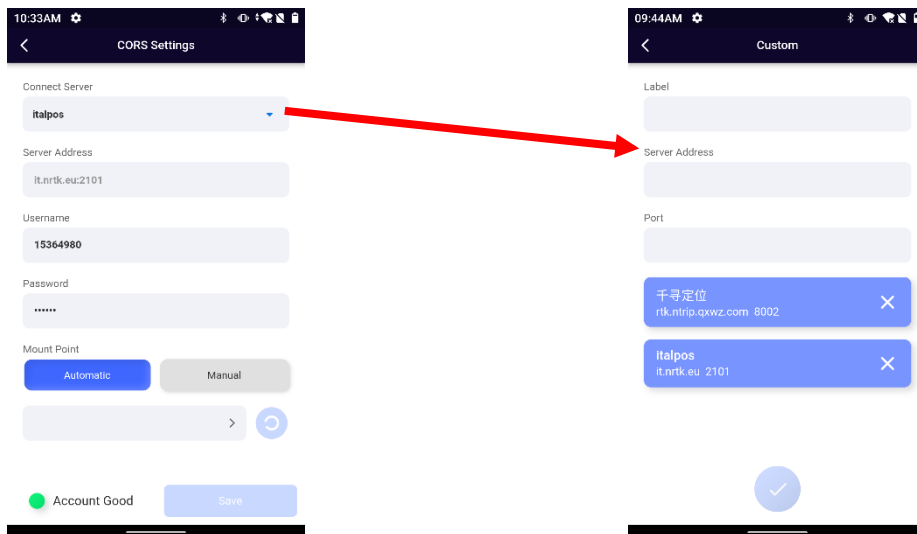 10:33AM
CORS Settings
Connect Server
italpos
Server Address
it.nrtk.eu:2101
Username
15364980
Password
••••••
Mount Point
Automatic
Manual
Account Good
Save
09:44AM
Custom
Label
Server Address
Port
千寻定位
rtk.ntrip.qxwz.com 8002
italpos
it.nrtk.eu 2101